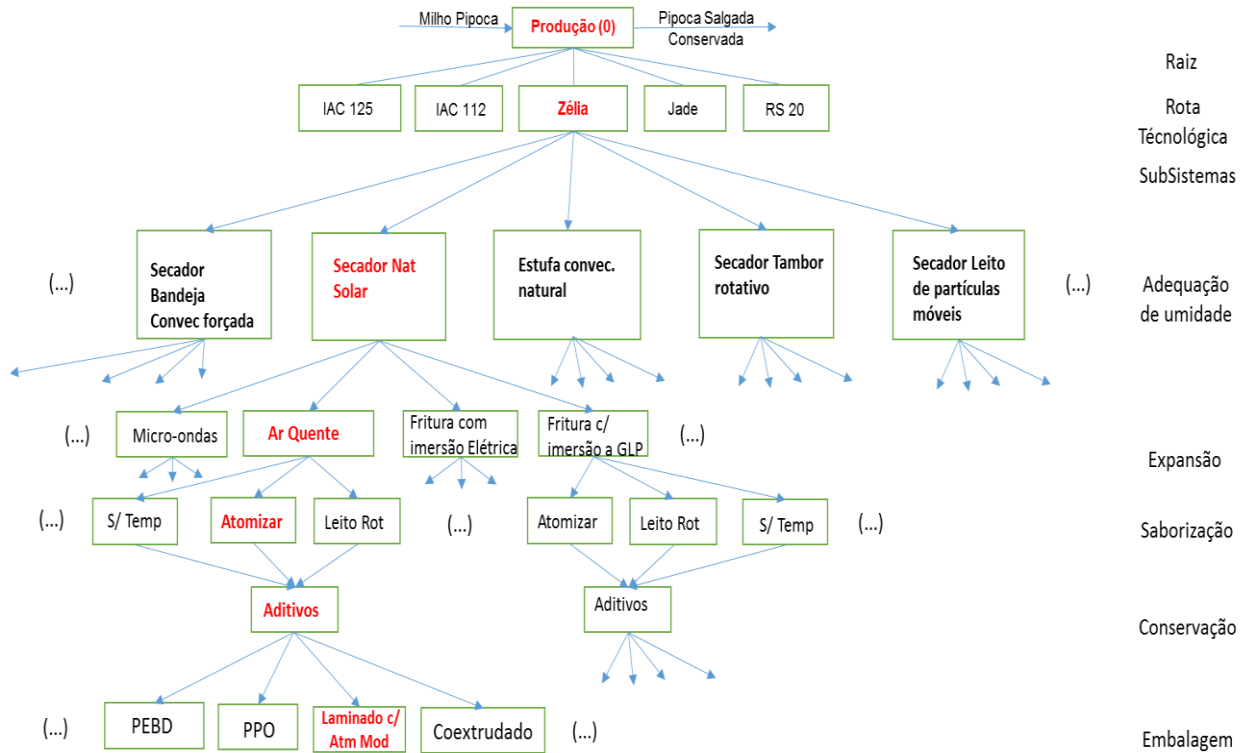 Milho Pipoca
Produção (0)
Pipoca Salgada
Conservada
Raiz
IAC 125
IAC 112
Zélia
Jade
RS 20
Rota
Técnológica
SubSistemas
(...)
Secador
Bandeja
Convec forçada
Secador Nat
Solar
Estufa convec.
natural
Secador Tambor
rotativo
Secador Leito
de partículas
móveis
(...)
Adequação
de umidade
(...)
Micro-ondas
Ar Quente
Fritura com
imersão Elétrica
Fritura c/
imersão a GLP
(...)
Expansão
(...)
S/ Temp
Atomizar
Leito Rot
(...)
Atomizar
Leito Rot
S/ Temp
(...)
Saborização
Aditivos
Aditivos
Conservação
(...)
PEBD
PPO
Laminado c/
Atm Mod
Coextrudado
(...)
Embalagem